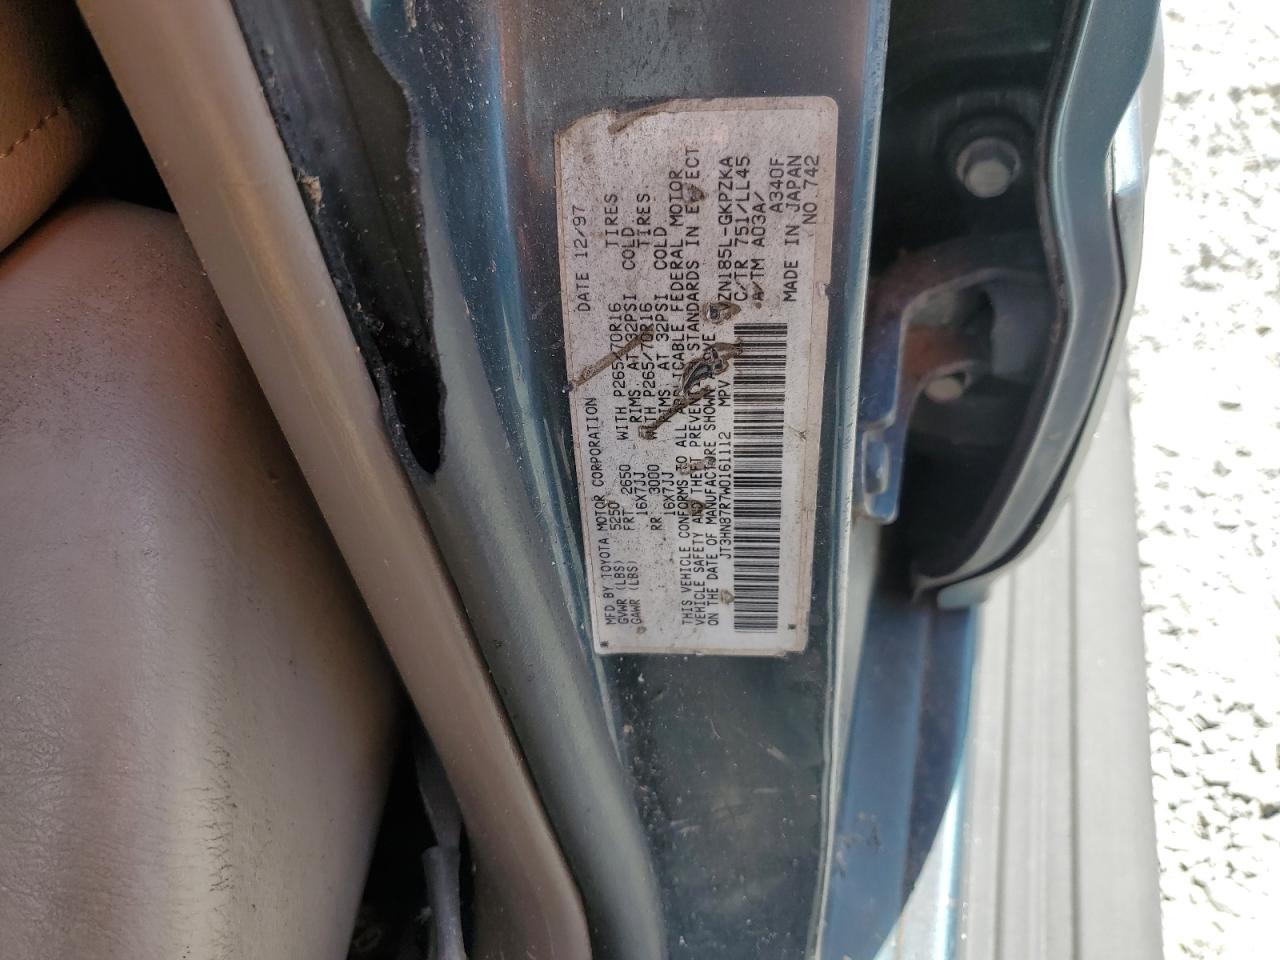 MFD BY TOYOTA MOTOR CORPORATION DATE 12/97
GVWR (LBS) 5250 WITH P265/70R16 TIRES
GAWR (LBS) FRT 2650 RIMS AT 32PSI COLD
16X7JJ WITH P265/70R16 TIRES
RR 3000 RIMS AT 32PSI COLD
16X7JJ
THIS VEHICLE CONFORMS TO ALL APPLICABLE FEDERAL MOTOR
VEHICLE SAFETY AND THEFT PREVENTION STANDARDS IN EFFECT
ON THE DATE OF MANUFACTURE SHOWN ABOVE
JT3HN87R7W0161112 MPV
VZN185L-GKPZKA
C/TR 751/LL45
A/TM A03A/
A340F
MADE IN JAPAN
NO 742